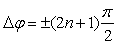 Δφ = ±(2n+1)π/2